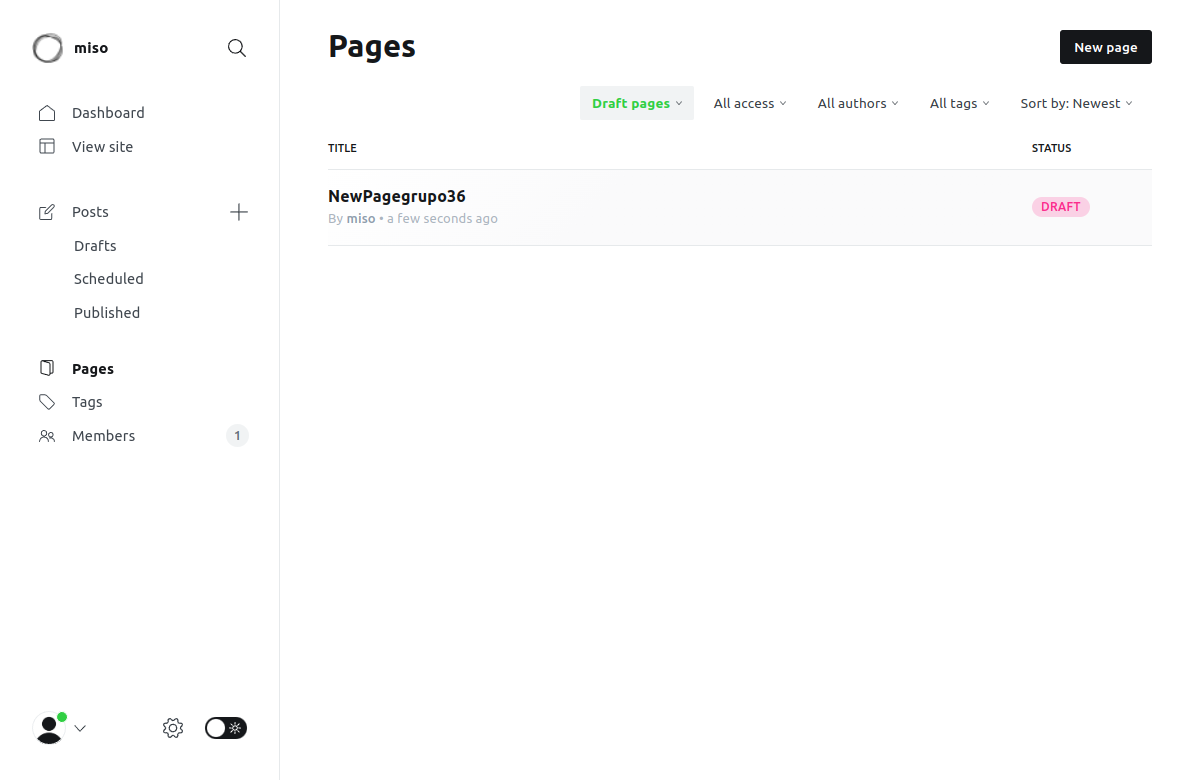 miso
Dashboard
View site
Posts
Drafts
Scheduled
Published
Pages
Tags
Members 1
Pages
New page
Draft pages All access All authors All tags Sort by: Newest
TITLE STATUS
NewPagegrupo36
By miso • a few seconds ago
DRAFT